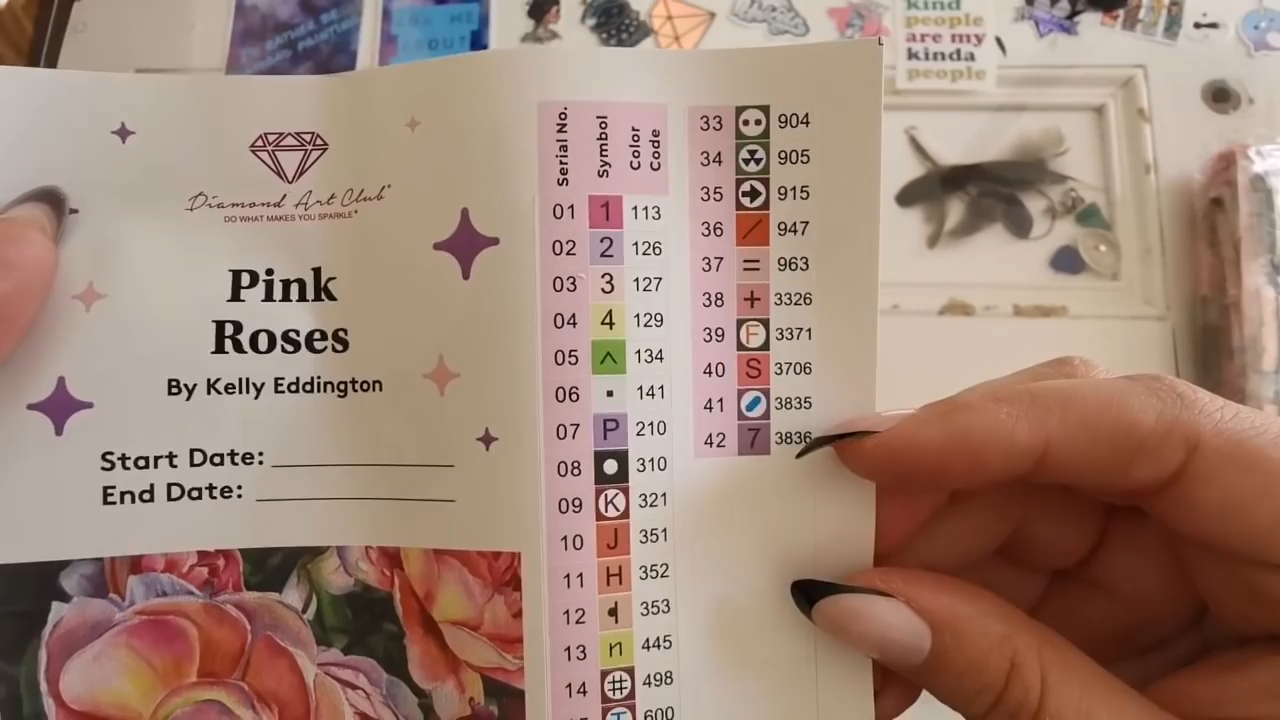 kind
people
are my
kinda
people
Diamond Art Club®
DO WHAT MAKES YOU SPARKLE®
Pink
Roses
By Kelly Eddington
Start Date:
End Date:
Serial No. Symbol Color Code
01 1 113
02 2 126
03 3 127
04 4 129
05 ^ 134
06 ▪ 141
07 P 210
08 ● 310
09 K 321
10 J 351
11 H 352
12 353
13 n 445
14 # 498
600
33 904
34 905
35 ➔ 915
36 / 947
37 = 963
38 + 3326
39 F 3371
40 S 3706
41 3835
42 7 3836